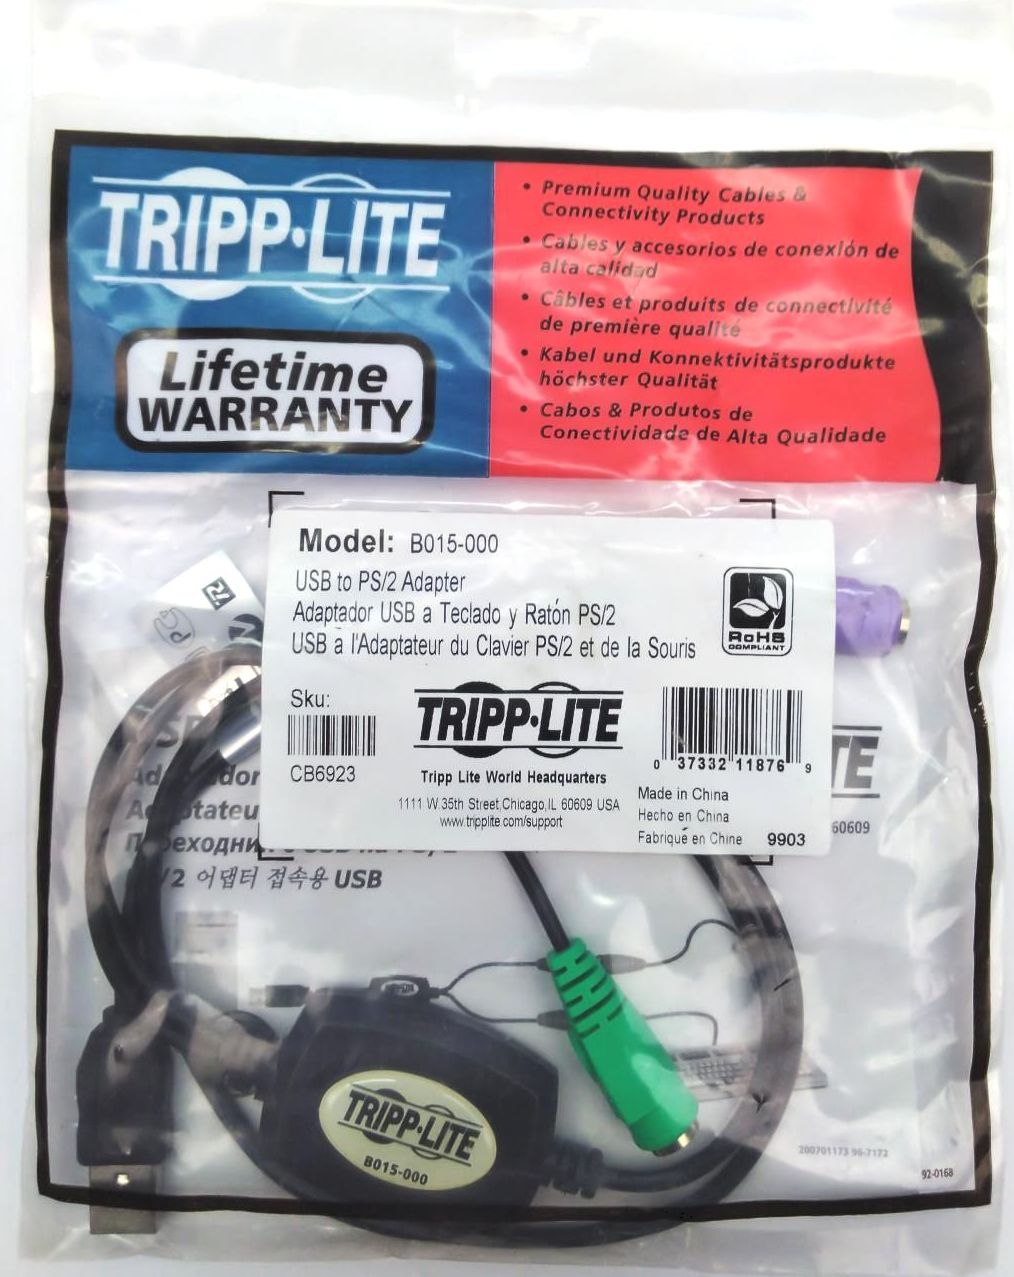 TRIPP·LITE
Lifetime
WARRANTY
• Premium Quality Cables &
Connectivity Products
• Cables y accesorios de conexión de
alta calidad
• Câbles et produits de connectivité
de première qualité
• Kabel und Konnektivitätsprodukte
höchster Qualität
• Cabos & Produtos de
Conectividade de Alta Qualidade
Model: B015-000
USB to PS/2 Adapter
Adaptador USB a Teclado y Ratón PS/2
USB à l'Adaptateur du Clavier PS/2 et de la Souris
RoHS
COMPLIANT
Sku:
CB6923
TRIPP·LITE
Tripp Lite World Headquarters
1111 W 35th Street,Chicago,IL 60609 USA
www.tripplite.com/support
0 37332 11876 9
Made in China
Hecho en China
Fabriqué en Chine 9903
TE
60609
/2 어댑터 접속용 USB
TRIPP·LITE
B015-000
200701173 96-7172
92-0168